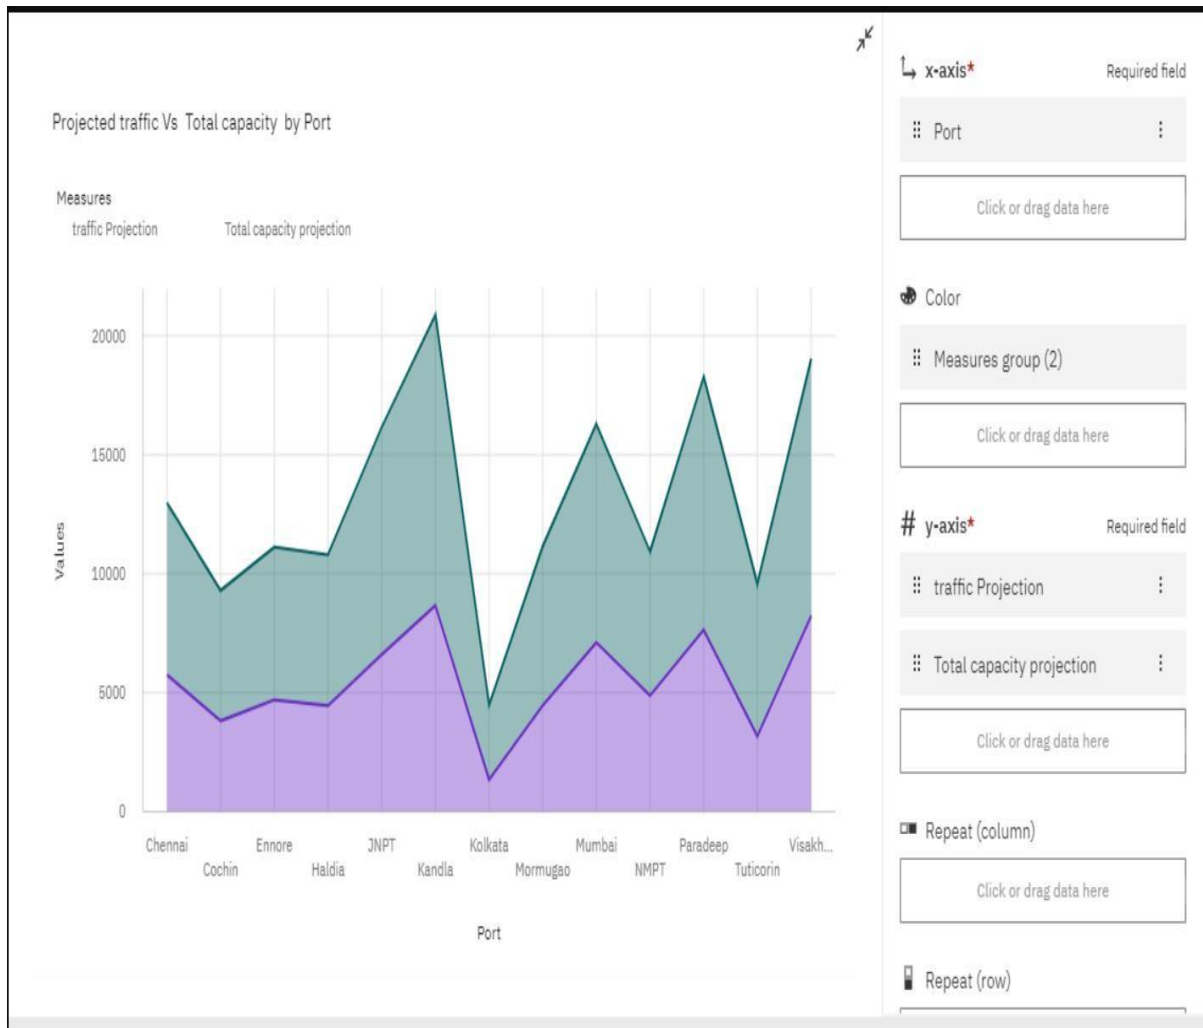 Projected traffic Vs Total capacity by Port
Measures
traffic Projection Total capacity projection
Values
20000
15000
10000
5000
0
Chennai Ennore JNPT Kolkata Mumbai Paradeep Visakh...
Cochin Haldia Kandla Mormugao NMPT Tuticorin
Port
x-axis* Required field
Port
Click or drag data here
Color
Measures group (2)
Click or drag data here
# y-axis* Required field
traffic Projection
Total capacity projection
Click or drag data here
Repeat (column)
Click or drag data here
Repeat (row)